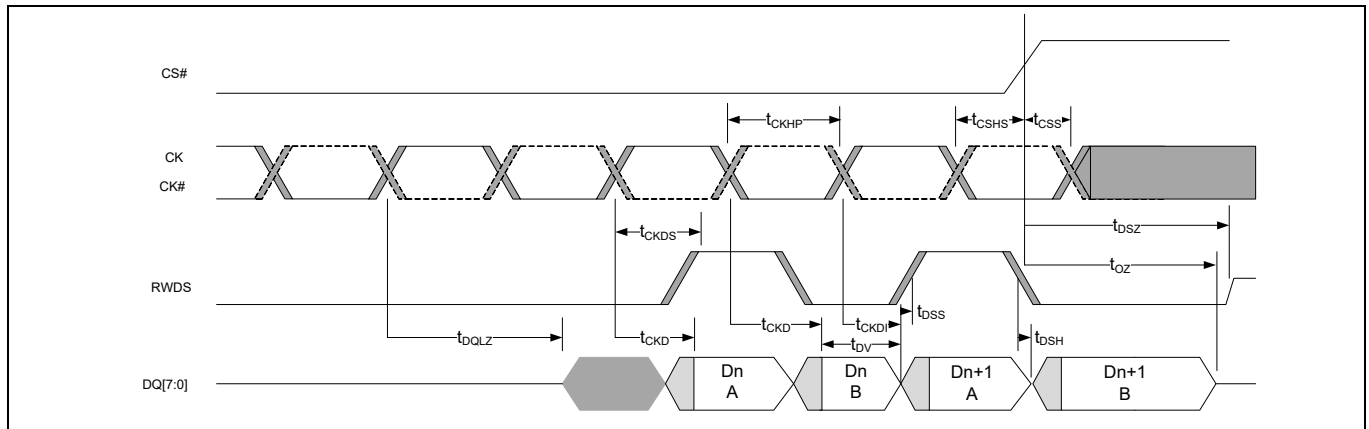 CS#
tCKHP
tCSHS
tCSS
CK
CK#
tCKDS
tDSZ
tOZ
RWDS
tDSS
tDQLZ
tCKD
tCKD
tCKDI
tDV
tDSH
DQ[7:0]
Dn
A
Dn
B
Dn+1
A
Dn+1
B